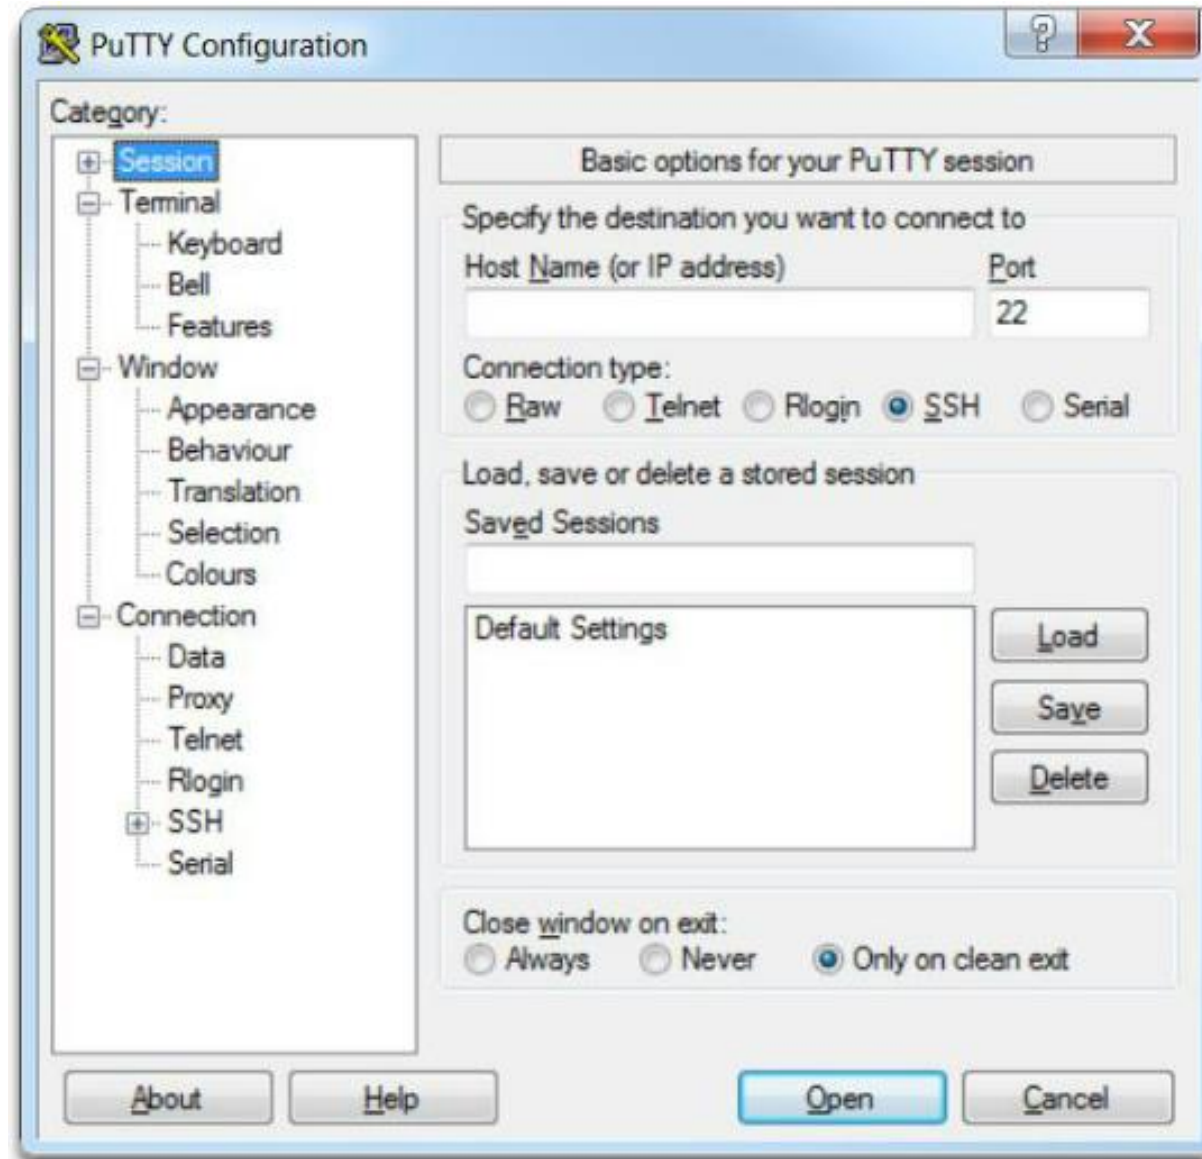 PuTTY Configuration
Category:
Session
Terminal
Keyboard
Bell
Features
Window
Appearance
Behaviour
Translation
Selection
Colours
Connection
Data
Proxy
Telnet
Rlogin
SSH
Serial
Basic options for your PuTTY session
Specify the destination you want to connect to
Host Name (or IP address) Port
22
Connection type:
Raw Telnet Rlogin SSH Serial
Load, save or delete a stored session
Saved Sessions
Default Settings
Load
Save
Delete
Close window on exit:
Always Never Only on clean exit
About Help Open Cancel